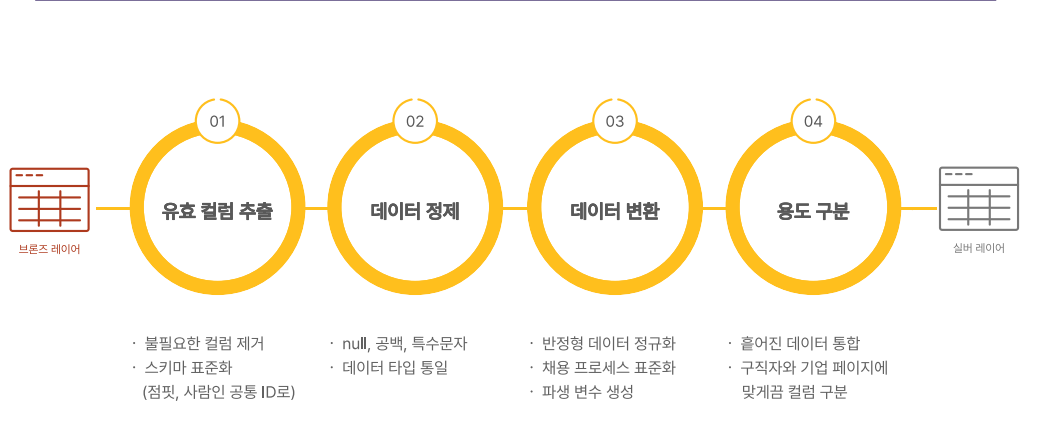 01
02
03
04
유효 컬럼 추출
데이터 정제
데이터 변환
용도 구분
브론즈 레이어
실버 레이어
· 불필요한 컬럼 제거
· 스키마 표준화
(점핏, 사람인 공통 ID로)
· null, 공백, 특수문자
· 데이터 타입 통일
· 반정형 데이터 정규화
· 채용 프로세스 표준화
· 파생 변수 생성
· 흩어진 데이터 통합
· 구직자와 기업 페이지에
맞게끔 컬럼 구분